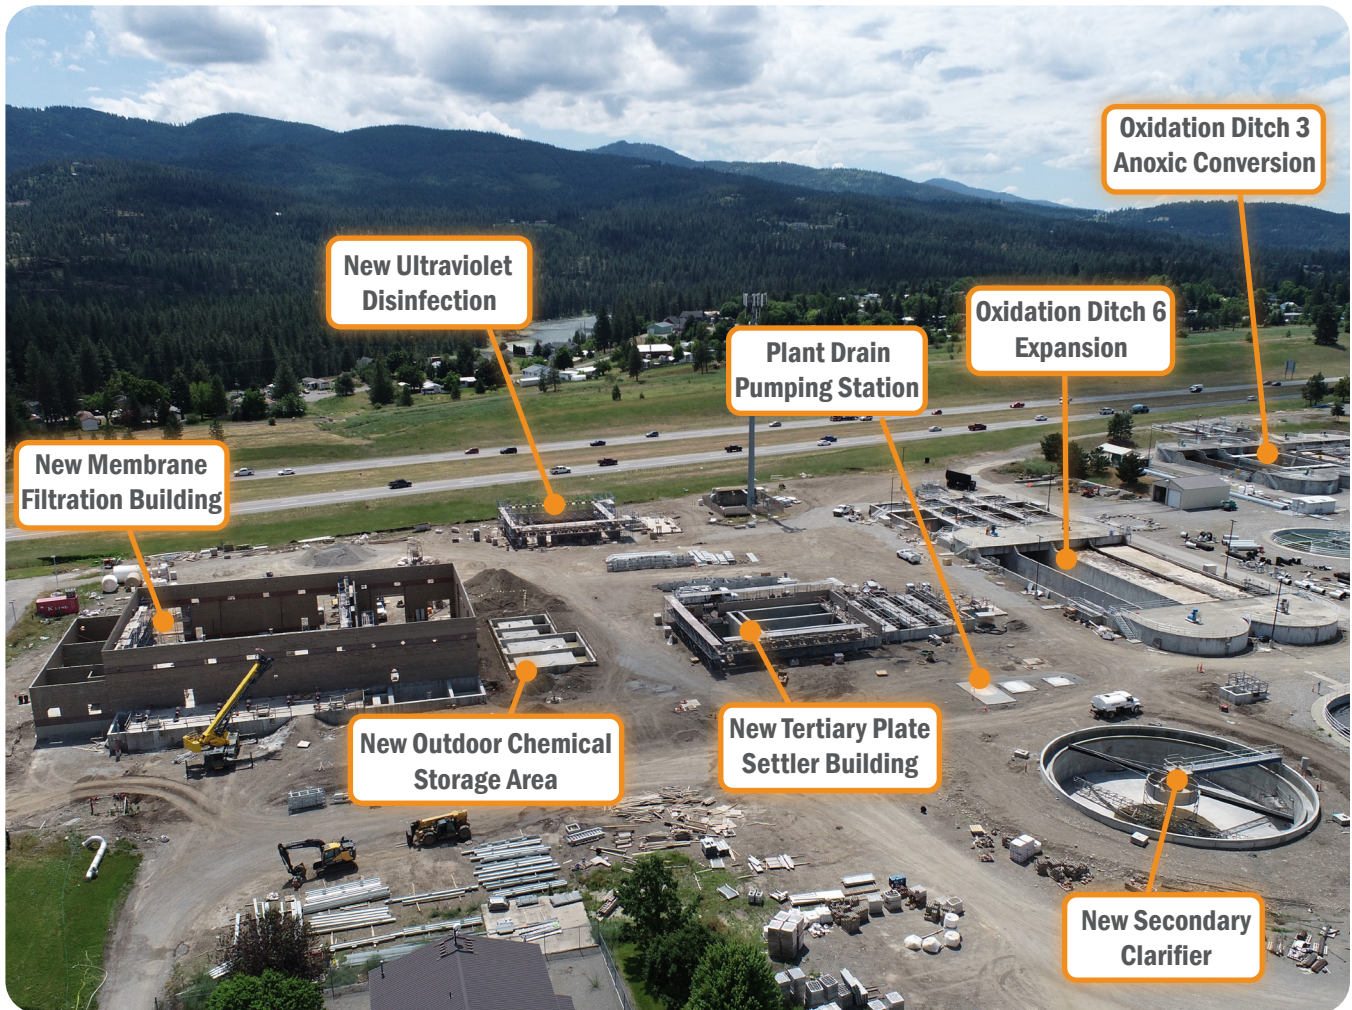 Oxidation Ditch 3
Anoxic Conversion
New Ultraviolet
Disinfection
Oxidation Ditch 6
Expansion
Plant Drain
Pumping Station
New Membrane
Filtration Building
New Outdoor Chemical
Storage Area
New Tertiary Plate
Settler Building
New Secondary
Clarifier